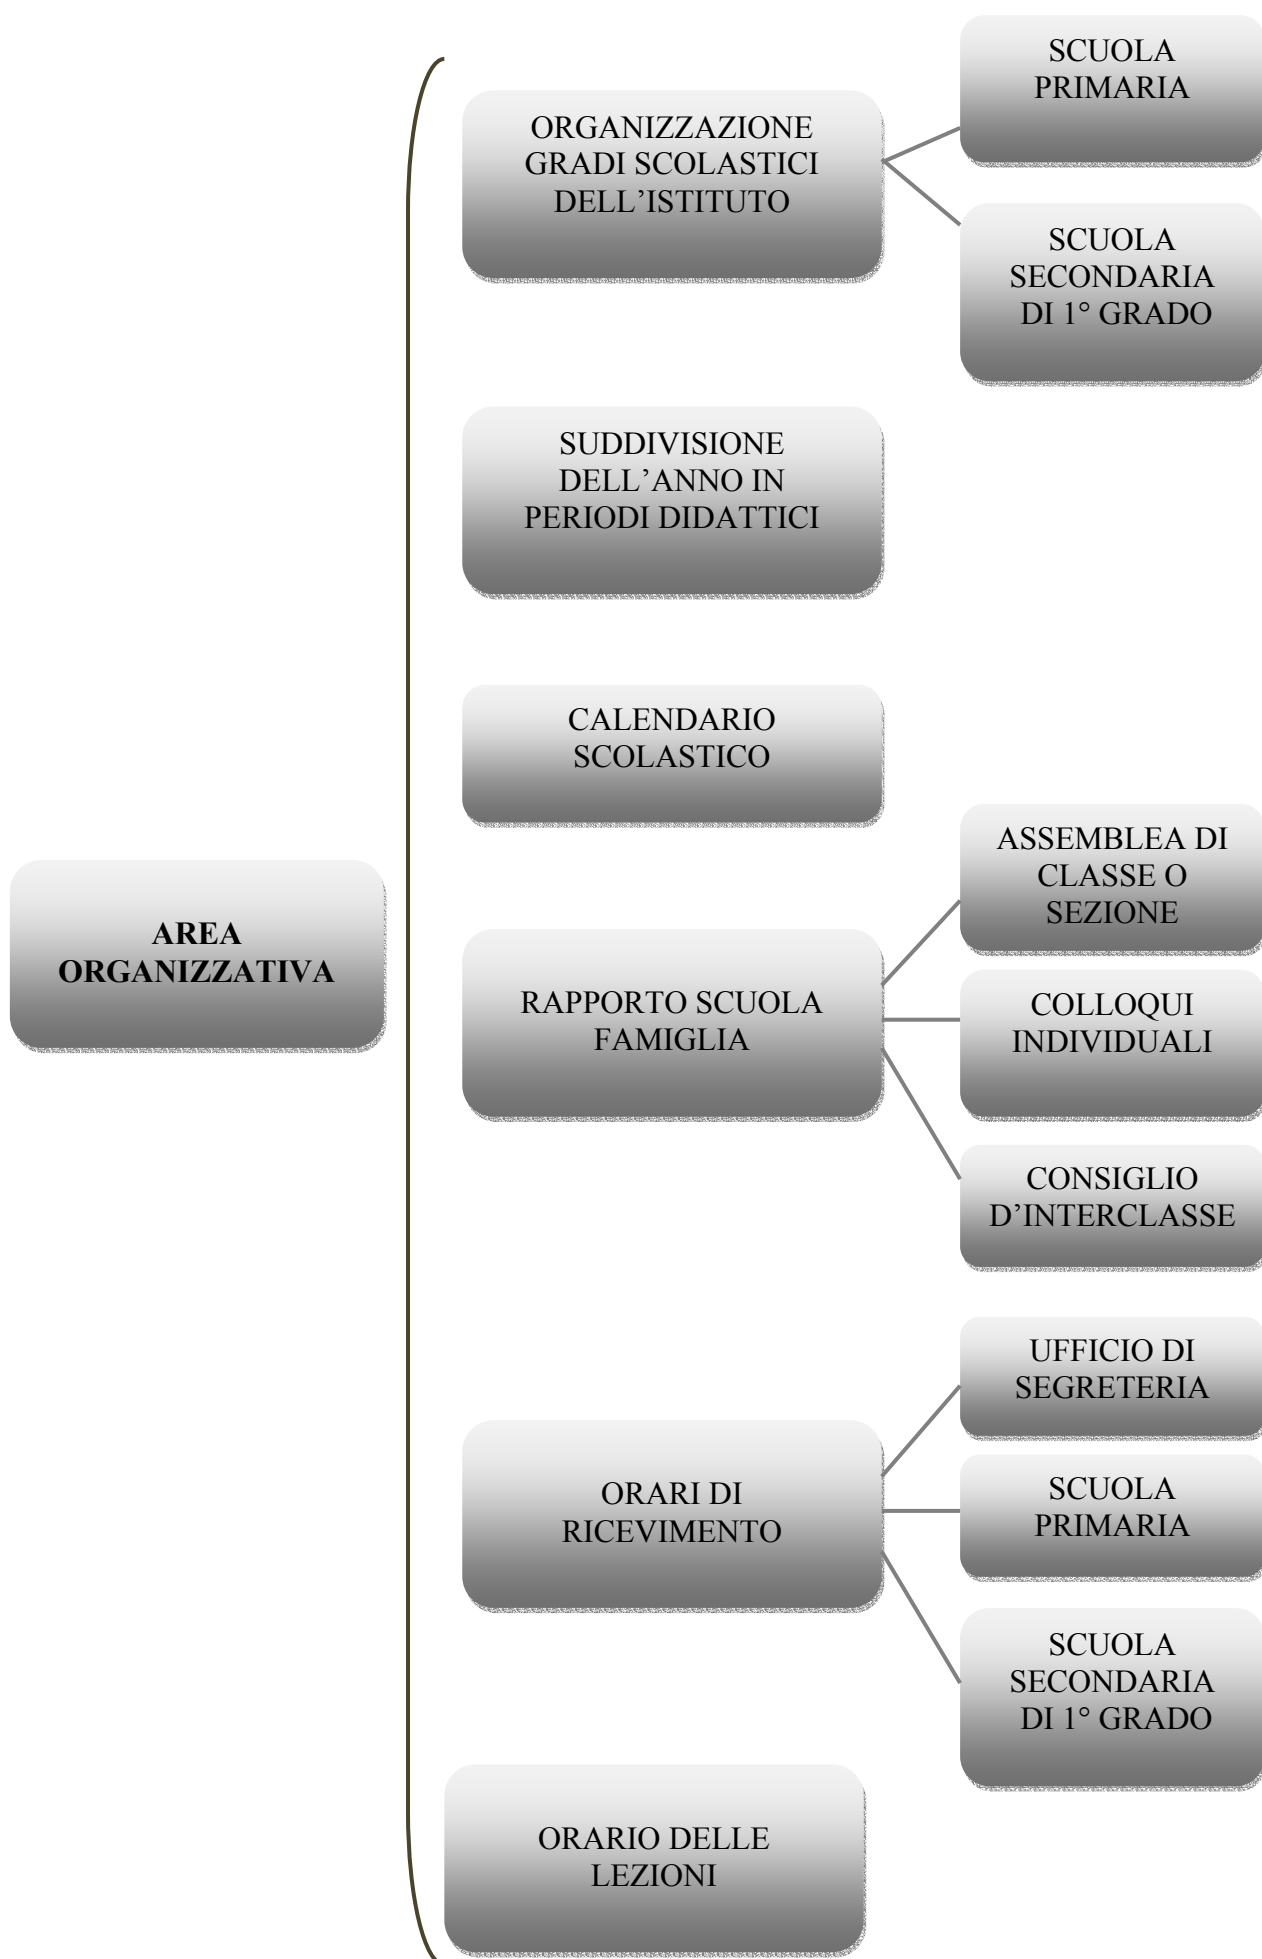 AREA
ORGANIZZATIVA
ORGANIZZAZIONE
GRADI SCOLASTICI
DELL’ISTITUTO
SCUOLA
PRIMARIA
SCUOLA
SECONDARIA
DI 1° GRADO
SUDDIVISIONE
DELL’ANNO IN
PERIODI DIDATTICI
CALENDARIO
SCOLASTICO
RAPPORTO SCUOLA
FAMIGLIA
ASSEMBLEA DI
CLASSE O
SEZIONE
COLLOQUI
INDIVIDUALI
CONSIGLIO
D’INTERCLASSE
ORARI DI
RICEVIMENTO
UFFICIO DI
SEGRETERIA
SCUOLA
PRIMARIA
SCUOLA
SECONDARIA
DI 1° GRADO
ORARIO DELLE
LEZIONI